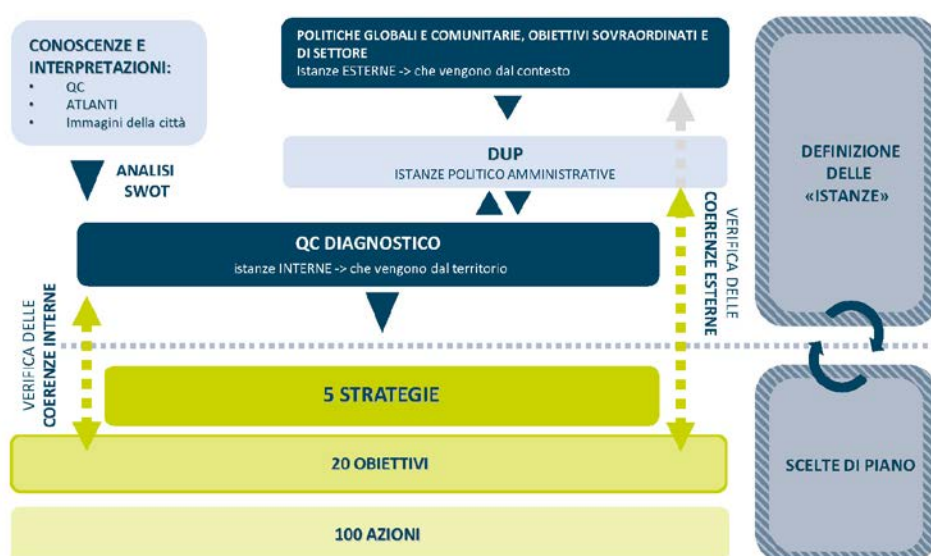 CONOSCENZE E
INTERPRETAZIONI:
• QC
• ATLANTI
• Immagini della città
POLITICHE GLOBALI E COMUNITARIE, OBIETTIVI SOVRAORDINATI E
DI SETTORE
Istanze ESTERNE -> che vengono dal contesto
ANALISI
SWOT
DUP
ISTANZE POLITICO AMMINISTRATIVE
QC DIAGNOSTICO
istanze INTERNE -> che vengono dal territorio
VERIFICA DELLE
COERENZE INTERNE
VERIFICA DELLE
COERENZE ESTERNE
DEFINIZIONE
DELLE
«ISTANZE»
5 STRATEGIE
20 OBIETTIVI
100 AZIONI
SCELTE DI PIANO